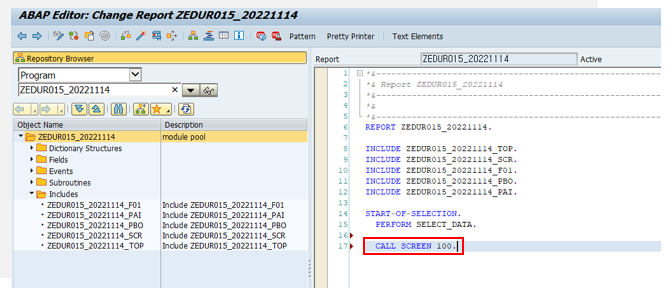 ABAP Editor: Change Report ZEDUR015_20221114
Pattern Pretty Printer Text Elements
Repository Browser
Program
ZEDUR015_20221114
Object Name Description
ZEDUR015_20221114 module pool
Dictionary Structures
Fields
Events
Subroutines
Includes
ZEDUR015_20221114_F01 Include ZEDUR015_20221114_F01
ZEDUR015_20221114_PAI Include ZEDUR015_20221114_PAI
ZEDUR015_20221114_PBO Include ZEDUR015_20221114_PBO
ZEDUR015_20221114_SCR Include ZEDUR015_20221114_SCR
ZEDUR015_20221114_TOP Include ZEDUR015_20221114_TOP
Report ZEDUR015_20221114 Active
1 *&---------------------------------------------------------------------
2 *& Report ZEDUR015_20221114
3 *&---------------------------------------------------------------------
4 *&
5 *&---------------------------------------------------------------------
6 REPORT ZEDUR015_20221114.
7
8 INCLUDE ZEDUR015_20221114_TOP.
9 INCLUDE ZEDUR015_20221114_SCR.
10 INCLUDE ZEDUR015_20221114_F01.
11 INCLUDE ZEDUR015_20221114_PBO.
12 INCLUDE ZEDUR015_20221114_PAI.
13
14 START-OF-SELECTION.
15 PERFORM SELECT_DATA.
16
17 CALL SCREEN 100.